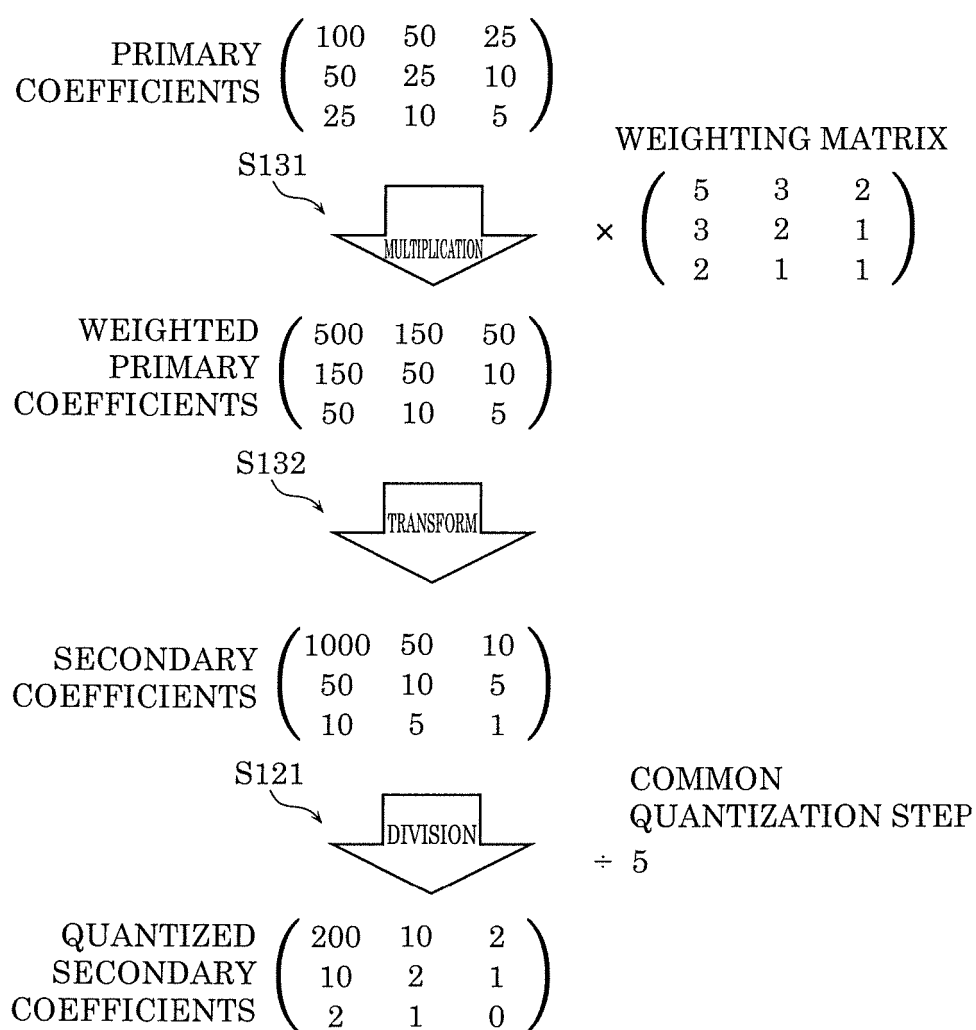 PRIMARY
COEFFICIENTS
100 50 25
50 25 10
25 10 5
S131
MULTIPLICATION
WEIGHTING MATRIX
×
5 3 2
3 2 1
2 1 1
WEIGHTED
PRIMARY
COEFFICIENTS
500 150 50
150 50 10
50 10 5
S132
TRANSFORM
SECONDARY
COEFFICIENTS
1000 50 10
50 10 5
10 5 1
S121
DIVISION
COMMON
QUANTIZATION STEP
÷ 5
QUANTIZED
SECONDARY
COEFFICIENTS
200 10 2
10 2 1
2 1 0